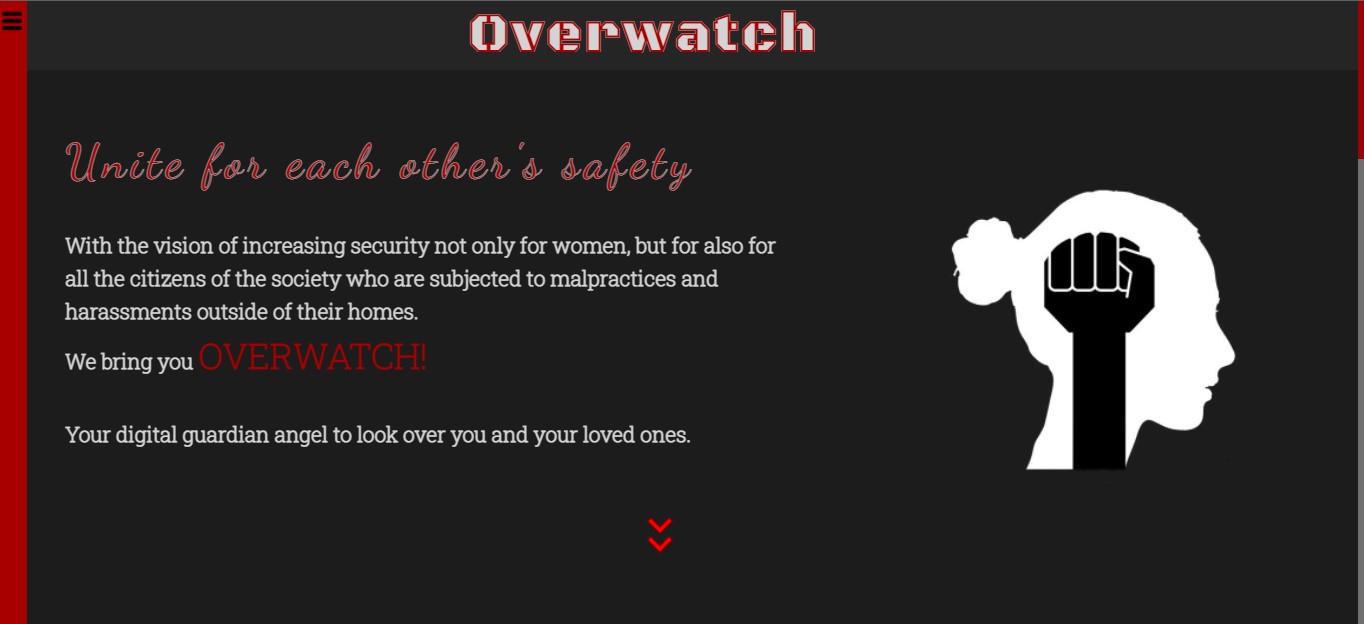 Overwatch
Unite for each other's safety
With the vision of increasing security not only for women, but for also for
all the citizens of the society who are subjected to malpractices and
harassments outside of their homes.
We bring you OVERWATCH!
Your digital guardian angel to look over you and your loved ones.